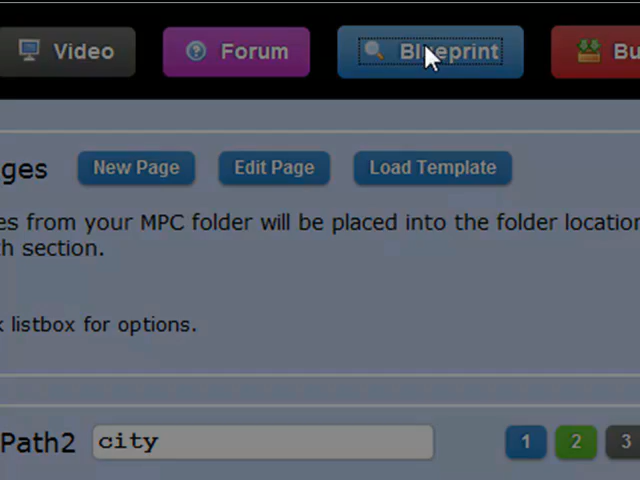 Video Forum Blueprint Bu
ges New Page Edit Page Load Template
es from your MPC folder will be placed into the folder location
h section.
k listbox for options.
Path2 city 1 2 3